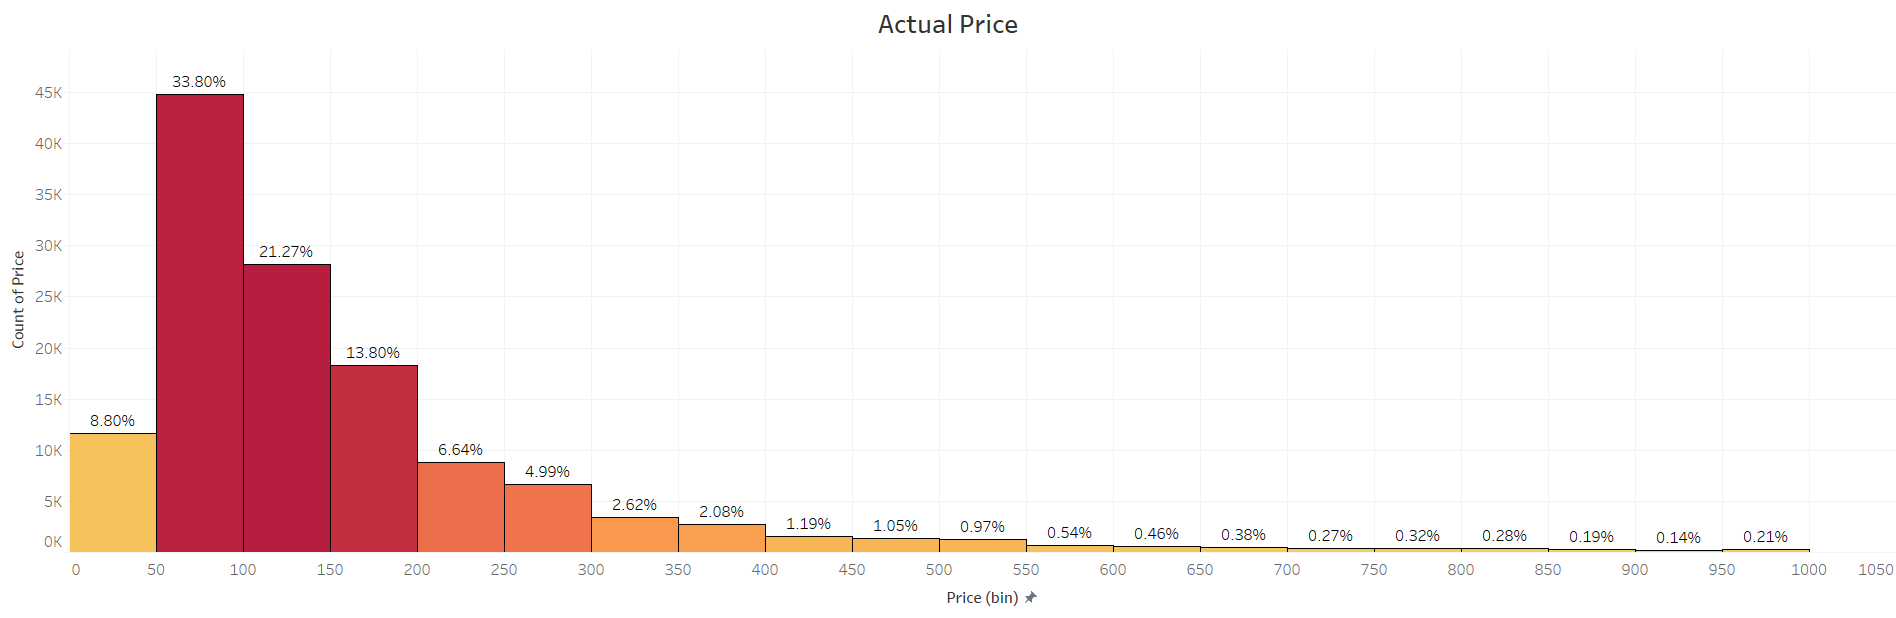 Actual Price
33.80%
45K
40K
35K
30K
21.27%
25K
Count of Price
20K
13.80%
15K
8.80%
10K
6.64%
4.99%
5K
2.62%
2.08%
1.19%
1.05%
0.97%
0.54%
0.46%
0.38%
0.27%
0.32%
0.28%
0.19%
0.14%
0.21%
0K
0 50 100 150 200 250 300 350 400 450 500 550 600 650 700 750 800 850 900 950 1000 1050
Price (bin)